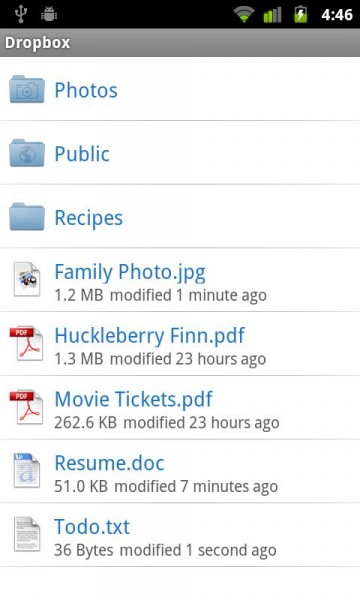 4:46
Dropbox
Photos
Public
Recipes
Family Photo.jpg
1.2 MB modified 1 minute ago
PDF
Huckleberry Finn.pdf
1.3 MB modified 23 hours ago
PDF
Movie Tickets.pdf
262.6 KB modified 23 hours ago
Resume.doc
51.0 KB modified 7 minutes ago
Todo.txt
36 Bytes modified 1 second ago